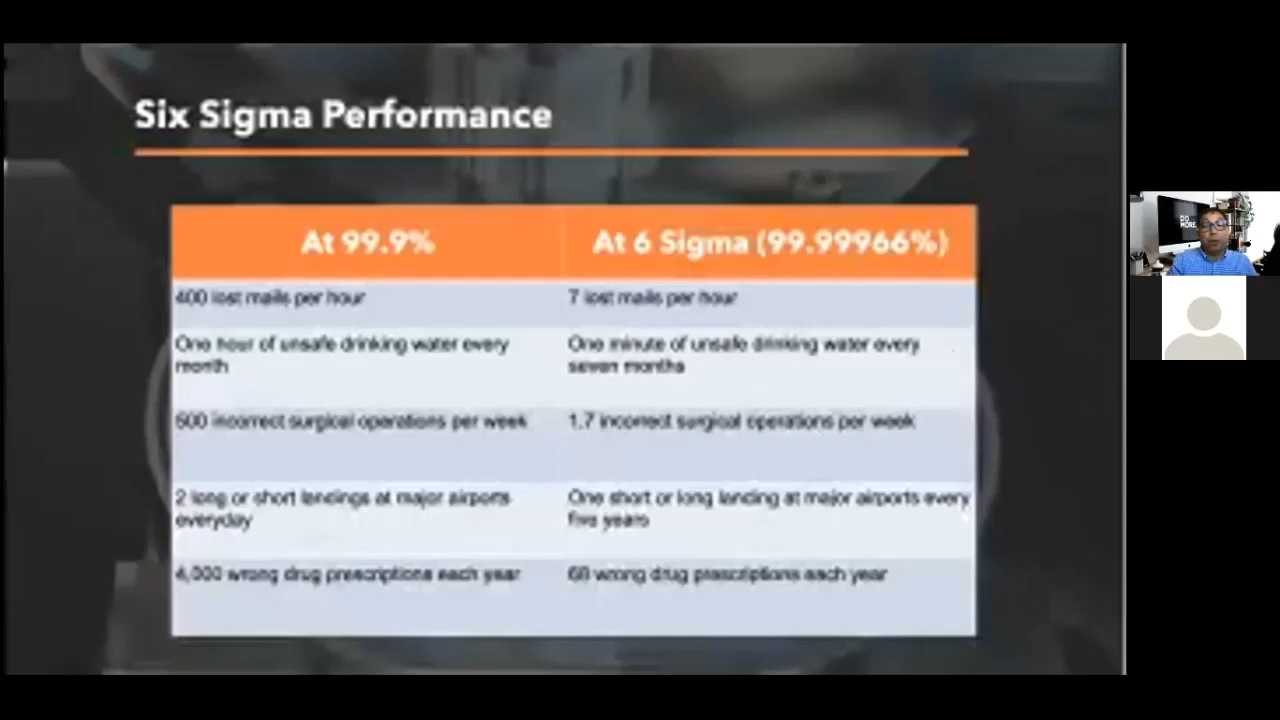 Six Sigma Performance
At 99.9%
At 6 Sigma (99.99966%)
400 lost mails per hour
7 lost mails per hour
One hour of unsafe drinking water every
month
One minute of unsafe drinking water every
seven months
500 incorrect surgical operations per week
1.7 incorrect surgical operations per week
2 long or short landings at major airports
everyday
One short or long landing at major airports every
five years
4,000 wrong drug prescriptions each year
68 wrong drug prescriptions each year
DO
MORE